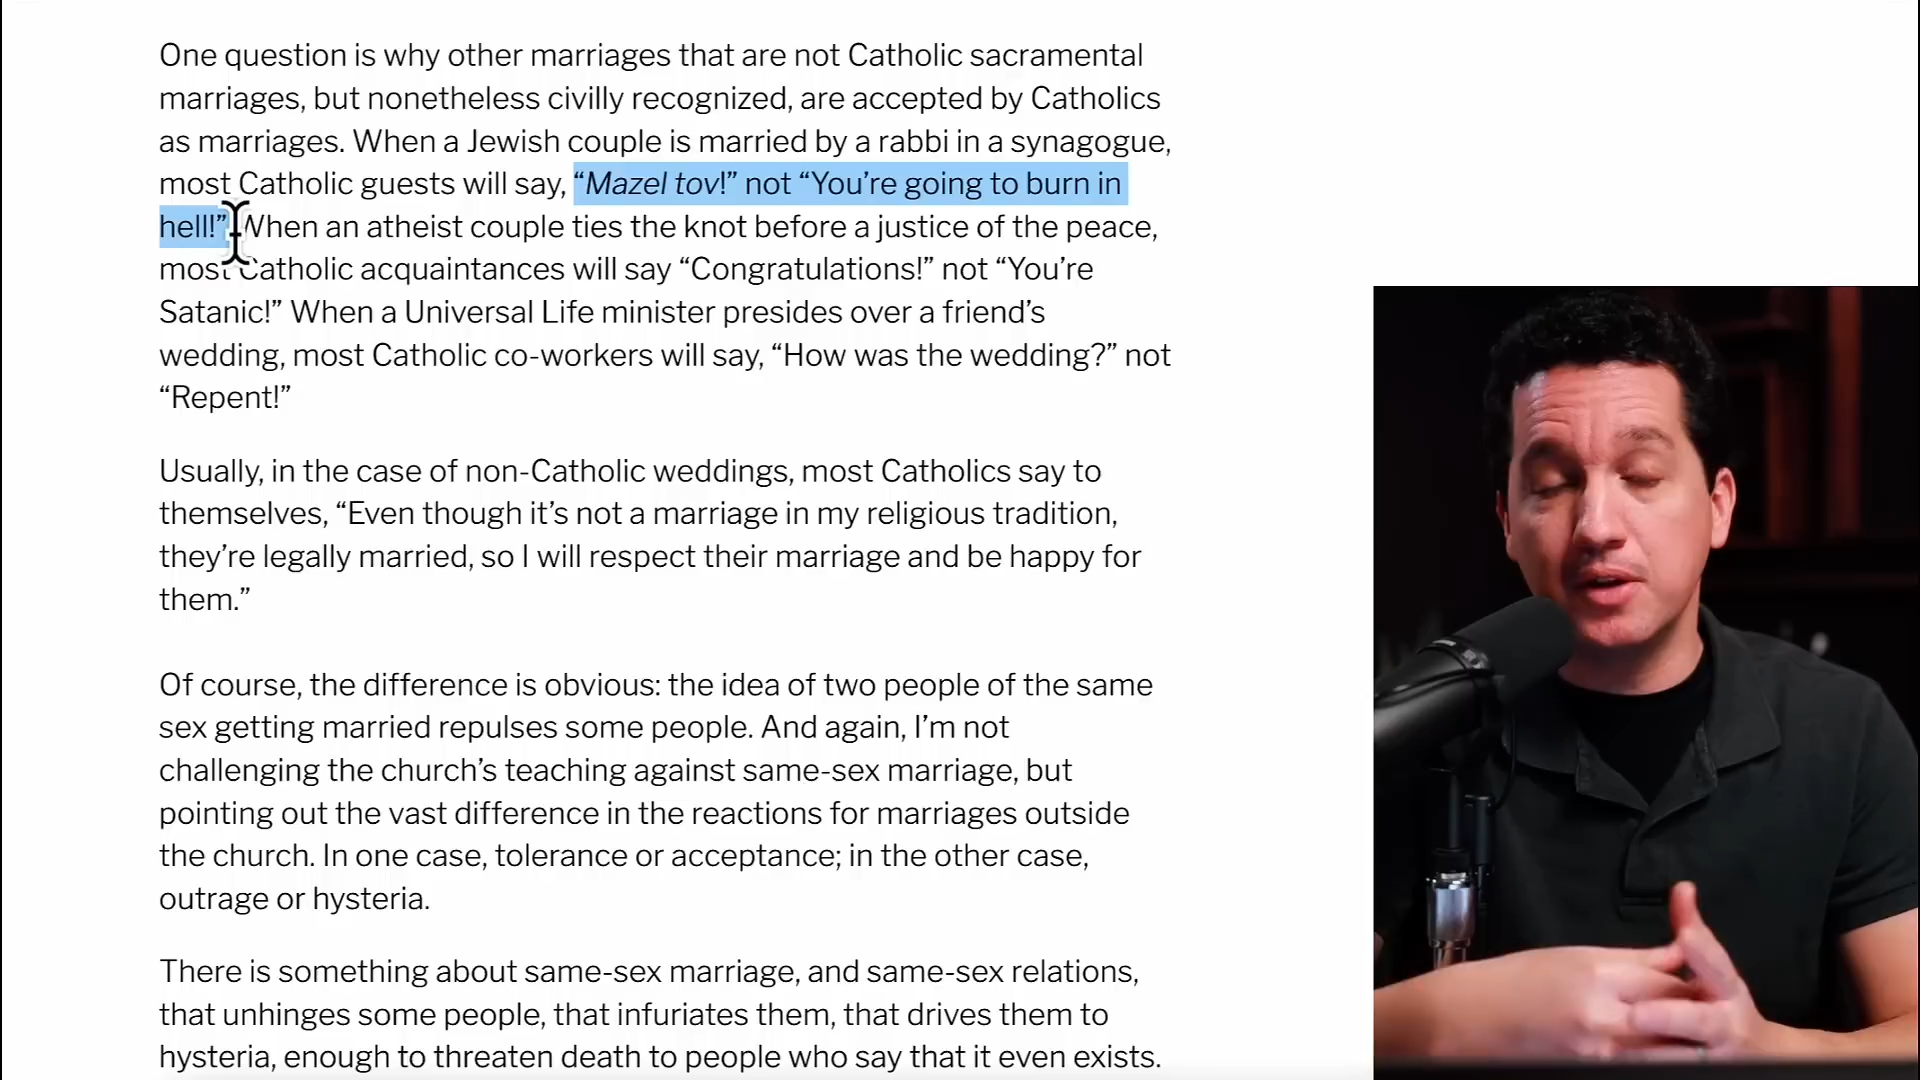 One question is why other marriages that are not Catholic sacramental
marriages, but nonetheless civilly recognized, are accepted by Catholics
as marriages. When a Jewish couple is married by a rabbi in a synagogue,
most Catholic guests will say, “Mazel tov!” not “You’re going to burn in
hell!” When an atheist couple ties the knot before a justice of the peace,
most Catholic acquaintances will say “Congratulations!” not “You’re
Satanic!” When a Universal Life minister presides over a friend’s
wedding, most Catholic co-workers will say, “How was the wedding?” not
“Repent!”
Usually, in the case of non-Catholic weddings, most Catholics say to
themselves, “Even though it’s not a marriage in my religious tradition,
they’re legally married, so I will respect their marriage and be happy for
them.”
Of course, the difference is obvious: the idea of two people of the same
sex getting married repulses some people. And again, I’m not
challenging the church’s teaching against same-sex marriage, but
pointing out the vast difference in the reactions for marriages outside
the church. In one case, tolerance or acceptance; in the other case,
outrage or hysteria.
There is something about same-sex marriage, and same-sex relations,
that unhinges some people, that infuriates them, that drives them to
hysteria, enough to threaten death to people who say that it even exists.